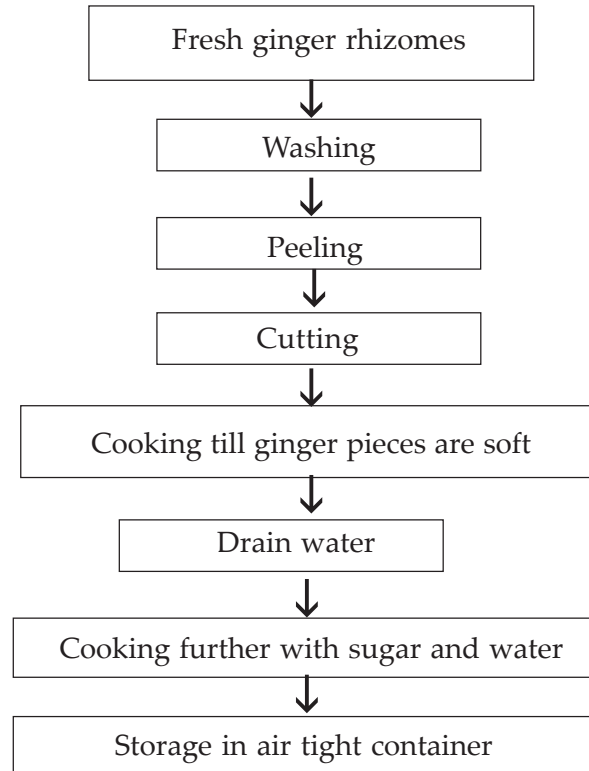 Fresh ginger rhizomes
Washing
Peeling
Cutting
Cooking till ginger pieces are soft
Drain water
Cooking further with sugar and water
Storage in air tight container